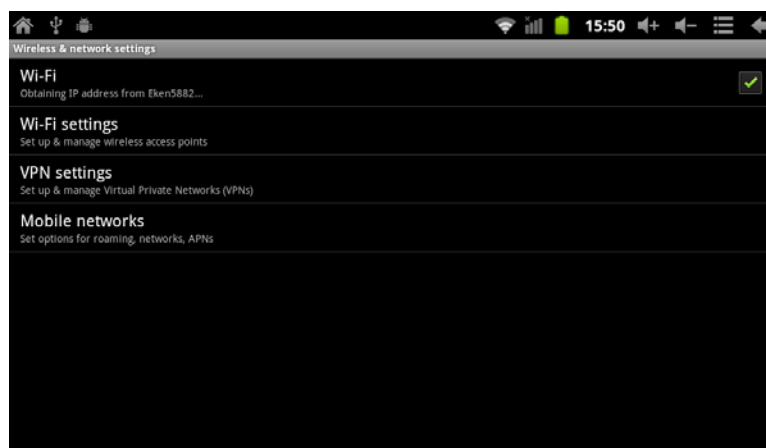 15:50
Wireless & network settings
Wi-Fi
Obtaining IP address from Eken5882...
Wi-Fi settings
Set up & manage wireless access points
VPN settings
Set up & manage Virtual Private Networks (VPNs)
Mobile networks
Set options for roaming, networks, APNs